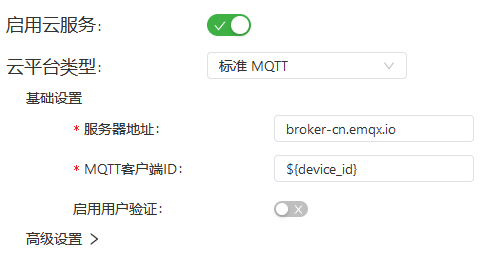 启用云服务：
云平台类型： 标准 MQTT
基础设置
* 服务器地址： broker-cn.emqx.io
* MQTT客户端ID： ${device_id}
启用用户验证：
高级设置 >